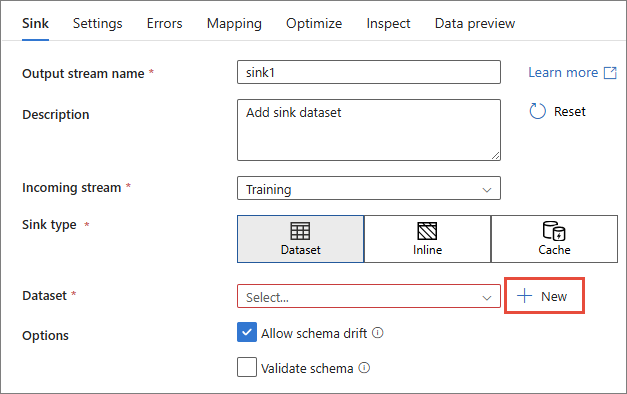 Sink Settings Errors Mapping Optimize Inspect Data preview
Output stream name * sink1 Learn more
Description Add sink dataset Reset
Incoming stream * Training
Sink type * Dataset Inline Cache
Dataset * Select... + New
Options Allow schema drift
Validate schema